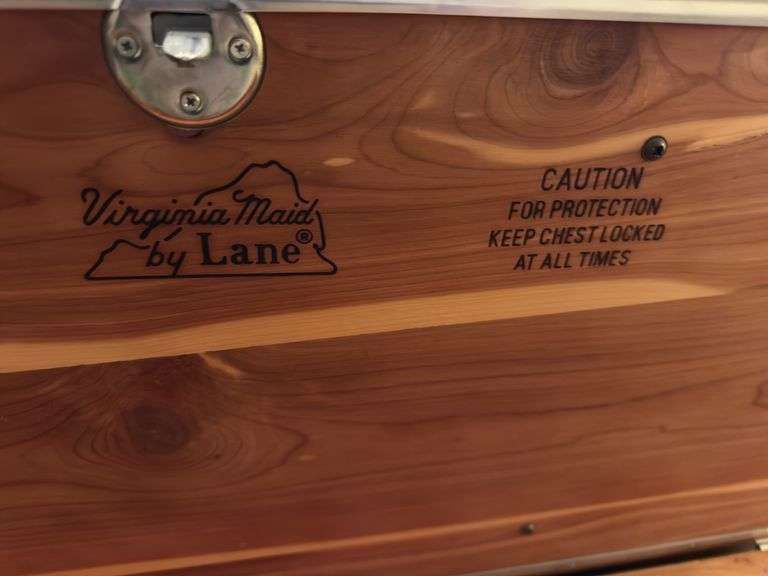 Virginia Maid
by Lane®
CAUTION
FOR PROTECTION
KEEP CHEST LOCKED
AT ALL TIMES